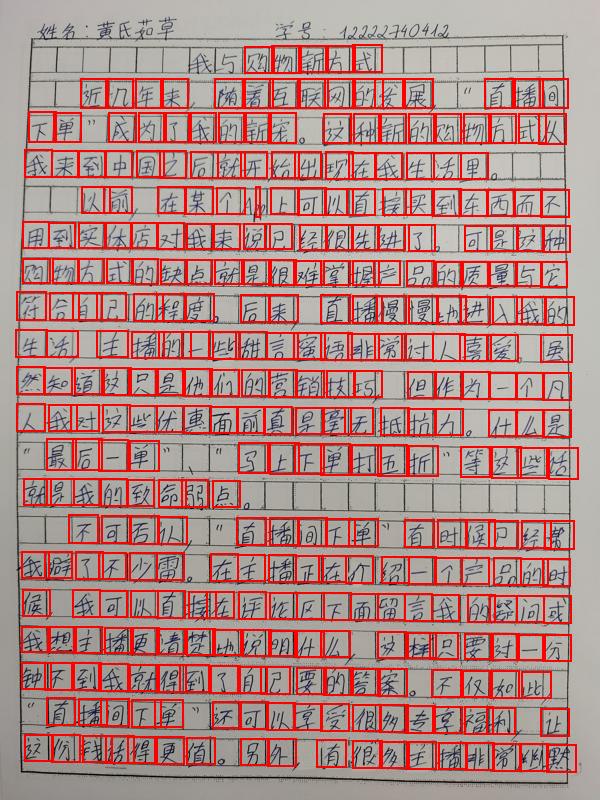 姓名：黄氏茹草 学号：12222740412
我与购物新方式
近几年来，随着互联网的发展，“直播间
下单”成为了我的新宠。这种新的购物方式从
我来到中国之后就开始出现在我生活里。
以前，在某个App上可以直接买到东西而不
用到实体店对我来说已经很先进了。可是这种
购物方式的缺点就是很难掌握产品的质量与它
符合自己的程度。后来，直播慢慢地进入我的
生活，主播的一些甜言蜜语非常讨人喜爱。虽
然知道这只是他们的营销技巧，但作为一个凡
人我对这些优惠面前真是毫无抵抗力。什么是
“最后一单”、“马上下单打五折”等这些话
就是我的致命弱点。
不可否认，“直播间下单”有时候已经帮
我避了不少雷。在主播正在介绍一个产品的时
候，我可以直接在评论区下面留言我的疑问或
我想主播更清楚地说明什么，这样只要对一分
钟不到我就得到了自己要的答案。不仅如此，
“直播间下单”还可以享受很多专享福利，让
这份钱话得更值。另外，有很多主播非常幽默